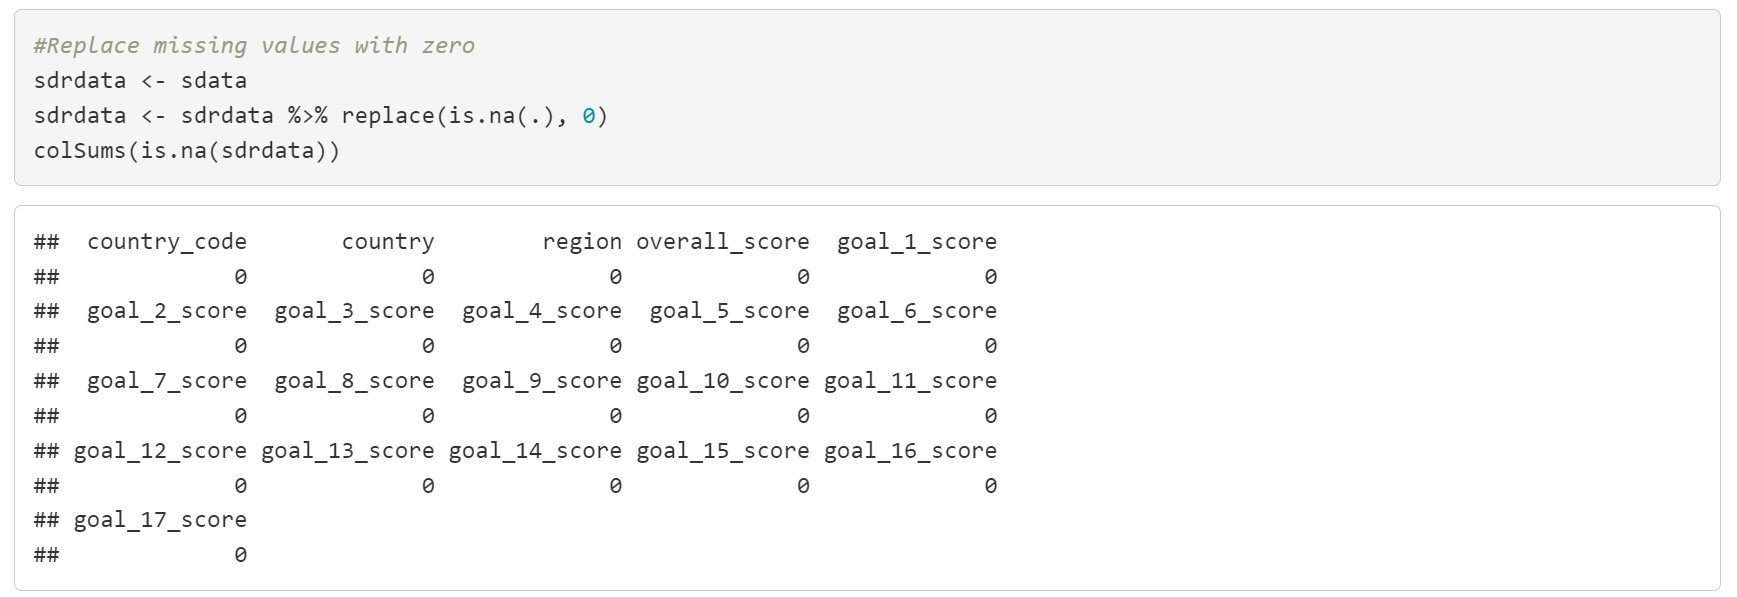 #Replace missing values with zero
sdrdata <- sdata
sdrdata <- sdrdata %>% replace(is.na(.), 0)
colSums(is.na(sdrdata))
##  country_code       country        region overall_score  goal_1_score
##             0             0             0             0             0
##  goal_2_score  goal_3_score  goal_4_score  goal_5_score  goal_6_score
##             0             0             0             0             0
##  goal_7_score  goal_8_score  goal_9_score goal_10_score goal_11_score
##             0             0             0             0             0
## goal_12_score goal_13_score goal_14_score goal_15_score goal_16_score
##             0             0             0             0             0
## goal_17_score
##             0